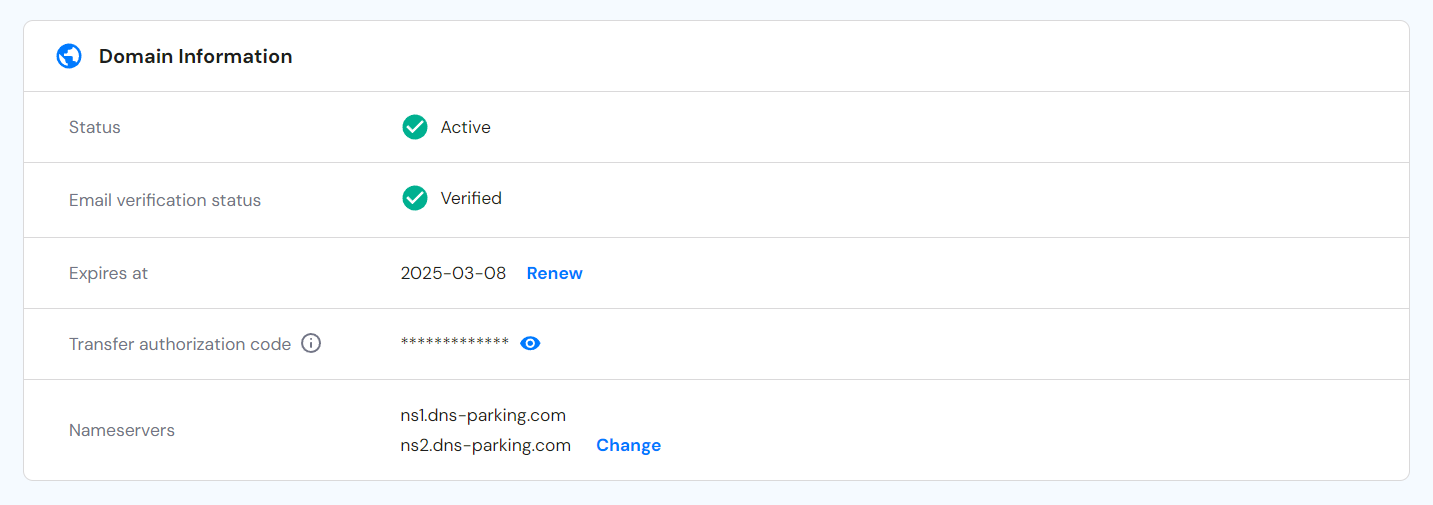 Domain Information
Status Active
Email verification status Verified
Expires at 2025-03-08 Renew
Transfer authorization code *************
ns1.dns-parking.com
Nameservers
ns2.dns-parking.com Change